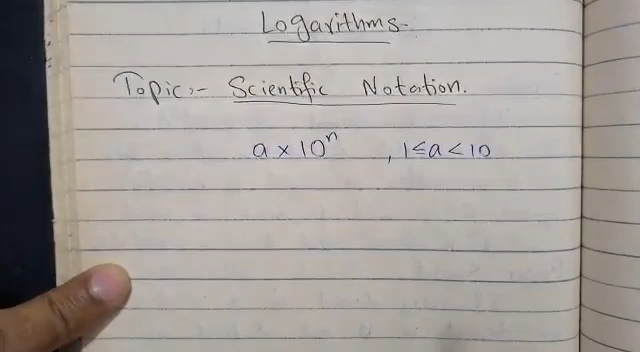 Logarithms-
Topic:- Scientific Notation.
a × 10ⁿ , 1≤a<10